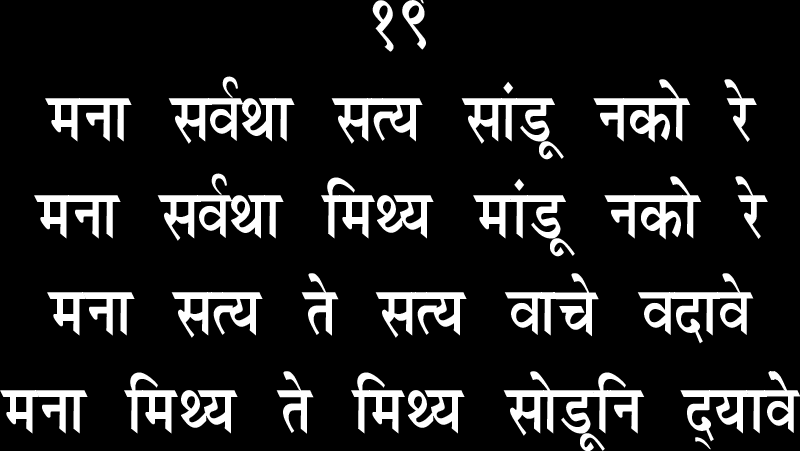 १९
मना सर्वथा सत्य सांडू नको रे
मना सर्वथा मिथ्य मांडू नको रे
मना सत्य ते सत्य वाचे वदावे
मना मिथ्य ते मिथ्य सोडूनि द्यावे